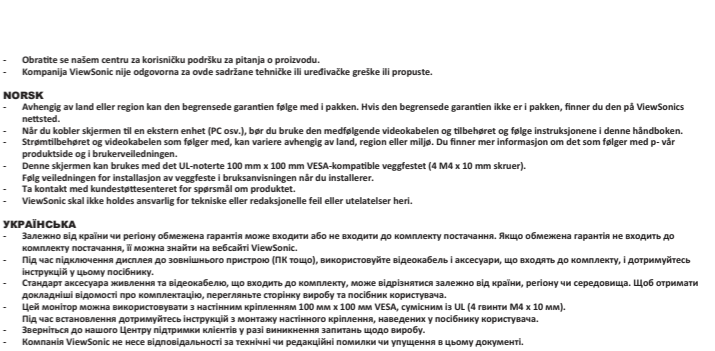 - Obratite se našem centru za korisničku podršku za pitanja o proizvodu.
- Kompanija ViewSonic nije odgovorna za ovde sadržane tehničke ili uređivačke greške ili propuste.
NORSK
- Avhengig av land eller region kan den begrensede garantien følge med i pakken. Hvis den begrensede garantien ikke er i pakken, finner du den på ViewSonics
nettsted.
- Når du kobler skjermen til en ekstern enhet (PC osv.), bør du bruke den medfølgende videokabelen og tilbehøret og følge instruksjonene i denne håndboken.
- Strømtilbehøret og videokabelen som følger med, kan variere avhengig av land, region eller miljø. Du finner mer informasjon om det som følger med p- vår
produktside og i brukerveiledningen.
- Denne skjermen kan brukes med det UL-noterte 100 mm x 100 mm VESA-kompatible veggfestet (4 M4 x 10 mm skruer).
Følg veiledningen for installasjon av veggfeste i bruksanvisningen når du installerer.
- Ta kontakt med kundestøttesenteret for spørsmål om produktet.
- ViewSonic skal ikke holdes ansvarlig for tekniske eller redaksjonelle feil eller utelatelser heri.
УКРАЇНСЬКА
- Залежно від країни чи регіону обмежена гарантія може входити або не входити до комплекту постачання. Якщо обмежена гарантія не входить до
комплекту постачання, її можна знайти на вебсайті ViewSonic.
- Під час підключення дисплея до зовнішнього пристрою (ПК тощо), використовуйте відеокабель і аксесуари, що входять до комплекту, і дотримуйтесь
інструкцій у цьому посібнику.
- Стандарт аксесуара живлення та відеокабелю, що входить до комплекту, може відрізнятися залежно від країни, регіону чи середовища. Щоб отримати
докладніші відомості про комплектацію, перегляньте сторінку виробу та посібник користувача.
- Цей монітор можна використовувати з настінним кріпленням 100 мм x 100 мм VESA, сумісним із UL (4 гвинти M4 x 10 мм).
Під час встановлення дотримуйтесь інструкцій з монтажу настінного кріплення, наведених у посібнику користувача.
- Зверніться до нашого Центру підтримки клієнтів у разі виникнення запитань щодо виробу.
- Компанія ViewSonic не несе відповідальності за технічні чи редакційні помилки чи упущення в цьому документі.